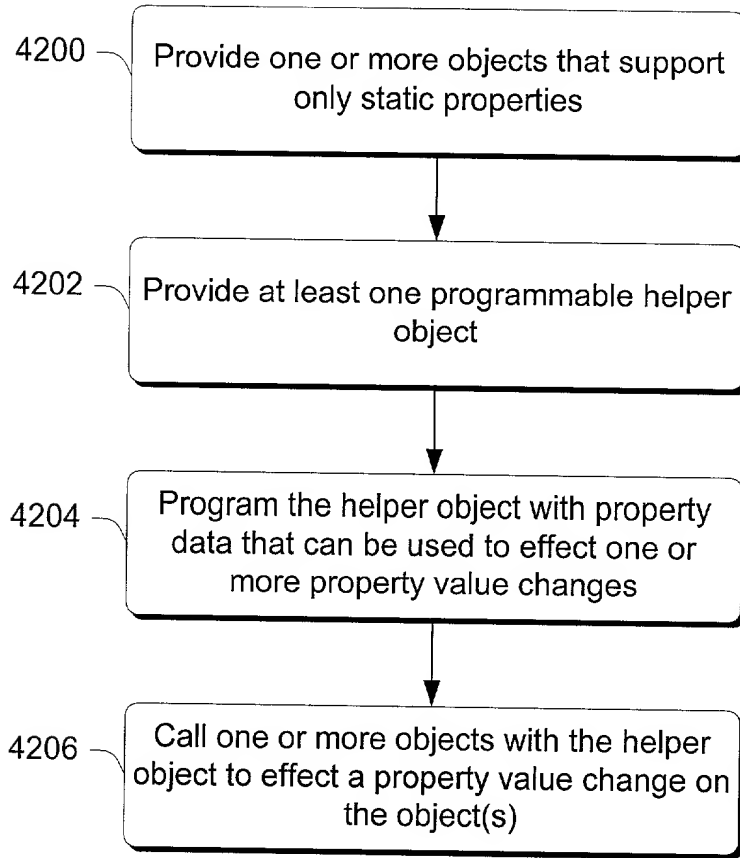 4200
Provide one or more objects that support
only static properties
4202
Provide at least one programmable helper
object
4204
Program the helper object with property
data that can be used to effect one or
more property value changes
4206
Call one or more objects with the helper
object to effect a property value change on
the object(s)